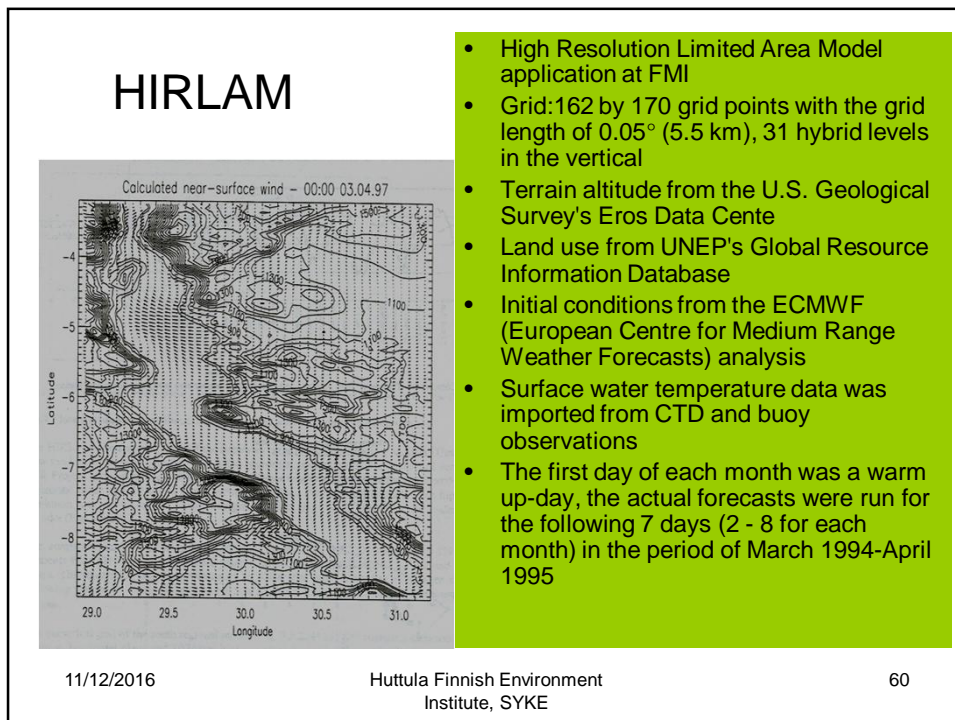 HIRLAM
Calculated near-surface wind - 00:00 03.04.97
-4
-5
-6
-7
-8
Latitude
29.0 29.5 30.0 30.5 31.0
Longitude
1300
1100
1300
1100
900
• High Resolution Limited Area Model
application at FMI
• Grid:162 by 170 grid points with the grid
length of 0.05° (5.5 km), 31 hybrid levels
in the vertical
• Terrain altitude from the U.S. Geological
Survey's Eros Data Cente
• Land use from UNEP's Global Resource
Information Database
• Initial conditions from the ECMWF
(European Centre for Medium Range
Weather Forecasts) analysis
• Surface water temperature data was
imported from CTD and buoy
observations
• The first day of each month was a warm
up-day, the actual forecasts were run for
the following 7 days (2 - 8 for each
month) in the period of March 1994-April
1995
11/12/2016
Huttula Finnish Environment
Institute, SYKE
60